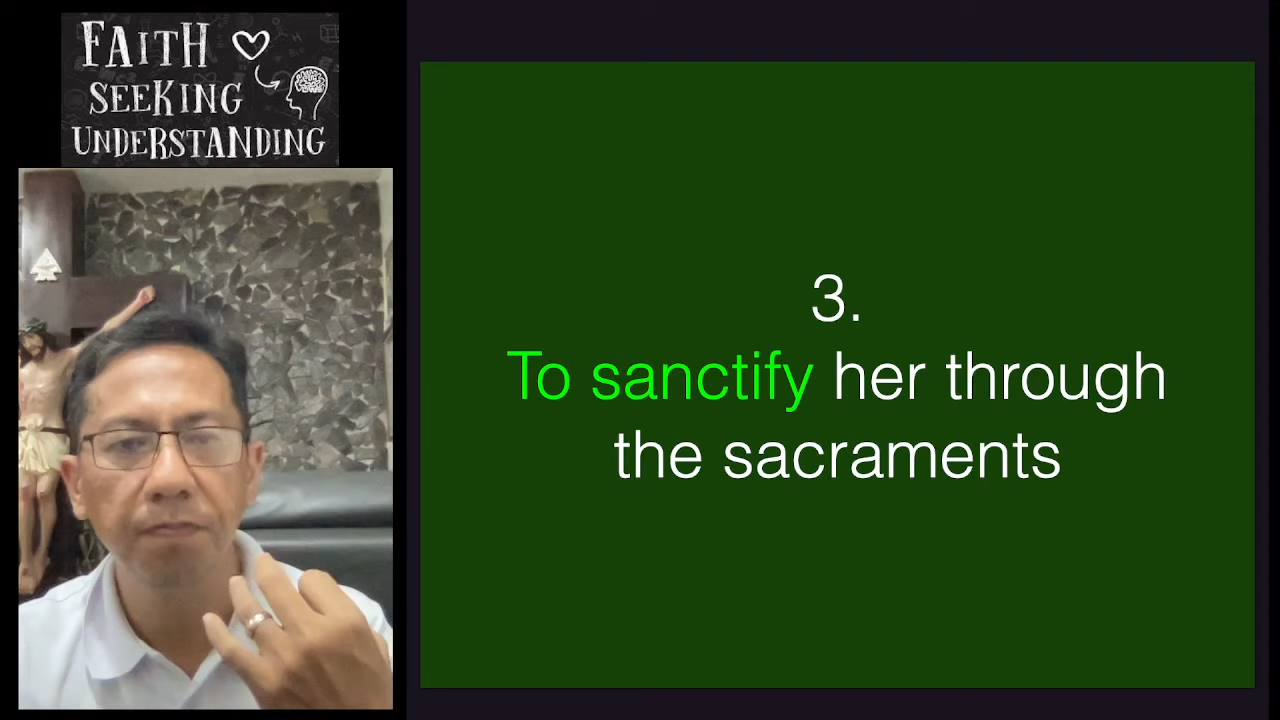 FAITH
SEEKING
UNDERSTANDING
3.
To sanctify her through
the sacraments